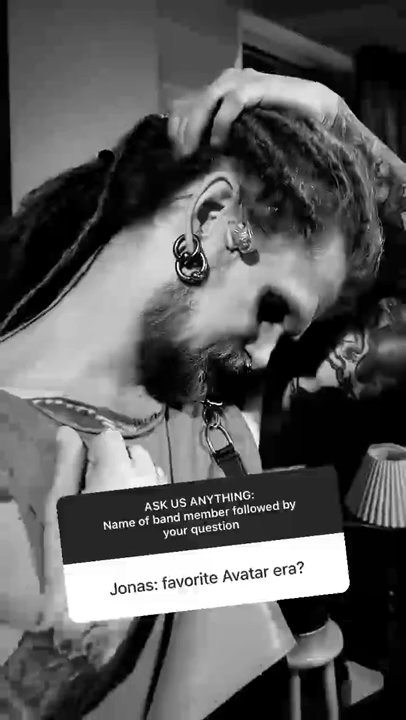 ASK US ANYTHING:
Name of band member followed by
your question
Jonas: favorite Avatar era?